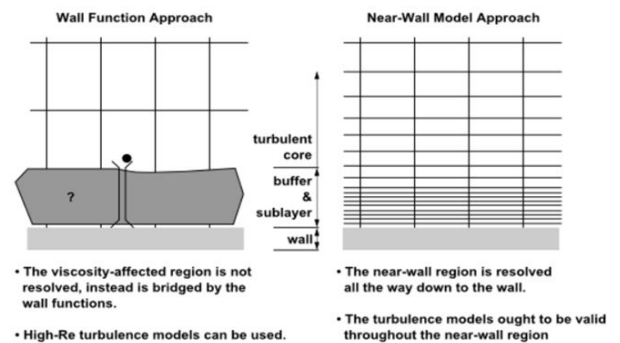 Wall Function Approach
Near-Wall Model Approach
turbulent
core
?
buffer
&
sublayer
wall
• The viscosity-affected region is not
resolved, instead is bridged by the
wall functions.
• High-Re turbulence models can be used.
• The near-wall region is resolved
all the way down to the wall.
• The turbulence models ought to be valid
throughout the near-wall region